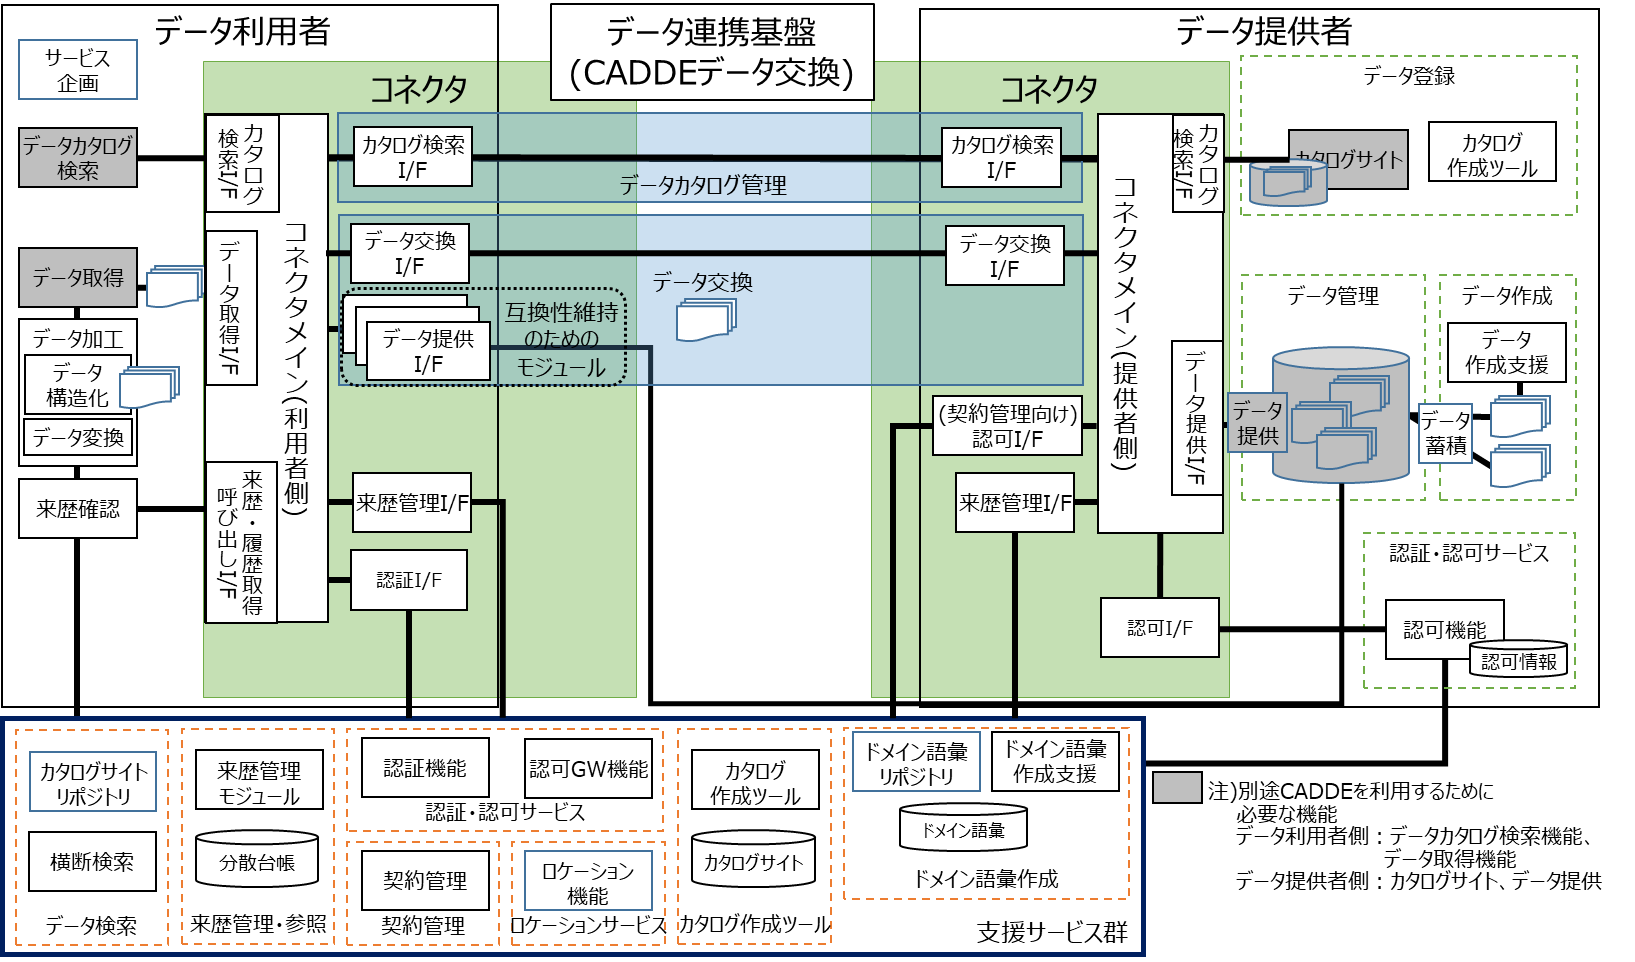 データ利用者
データ連携基盤
(CADDEデータ交換)
データ提供者
サービス
企画
コネクタ
コネクタ
データ登録
データカタログ
検索
カタログ
検索I/F
カタログ検索
I/F
データカタログ管理
カタログ検索
I/F
カタログ
検索I/F
カタログサイト
カタログ
作成ツール
コネクタメイン(利用者側)
コネクタメイン(提供者側)
データ取得
データ取得I/F
データ交換
I/F
データ交換
データ交換
I/F
データ提供
I/F
互換性維持
のための
モジュール
データ加工
データ
構造化
データ変換
データ管理
データ作成
データ
作成支援
データ提供I/F
データ
提供
データ
蓄積
(契約管理向け)
認可I/F
来歴確認
来歴・履歴取得
呼び出しI/F
来歴管理I/F
来歴管理I/F
認証I/F
認可I/F
認証・認可サービス
認可機能
認可情報
カタログサイト
リポジトリ
横断検索
データ検索
来歴管理
モジュール
分散台帳
来歴管理・参照
認証機能
認可GW機能
認証・認可サービス
契約管理
契約管理
ロケーション
機能
ロケーションサービス
カタログ
作成ツール
カタログサイト
カタログ作成ツール
ドメイン語彙
リポジトリ
ドメイン語彙
作成支援
ドメイン語彙
ドメイン語彙作成
支援サービス群
注)別途CADDEを利用するために
必要な機能
データ利用者側：データカタログ検索機能、
データ取得機能
データ提供者側：カタログサイト、データ提供